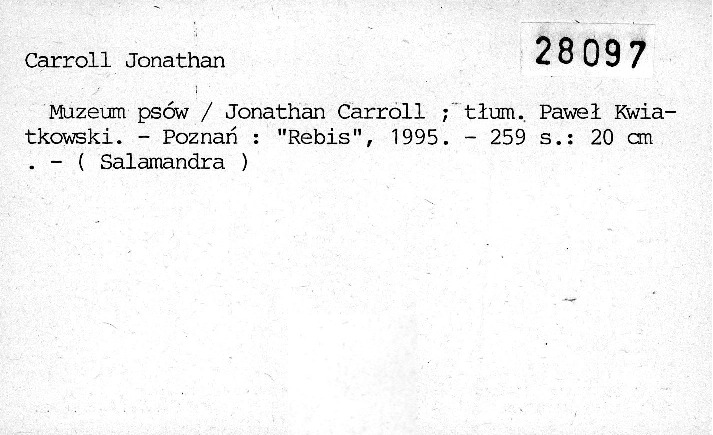 28097
Carroll Jonathan
Muzeum psów / Jonathan Carroll ; tłum. Paweł Kwia-
tkowski. - Poznań : "Rebis", 1995. - 259 s.: 20 cm
. - ( Salamandra )